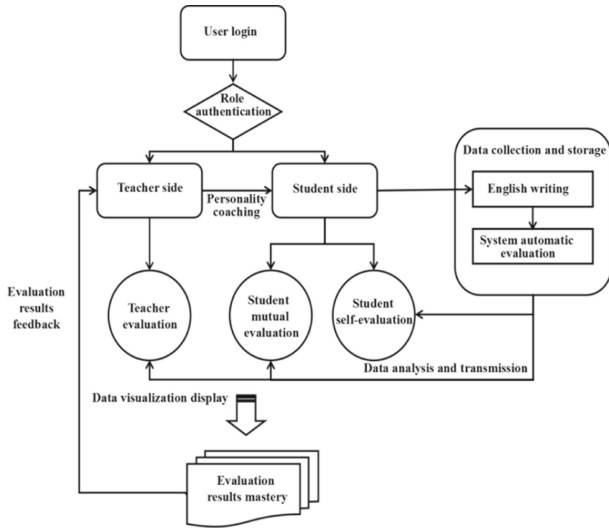 User login
Role
authentication
Data collection and storage
Teacher side
Personality
coaching
Student side
English writing
System automatic
evaluation
Evaluation
results
feedback
Teacher
evaluation
Student
mutual
evaluation
Student
self-evaluation
Data analysis and transmission
Data visualization display
Evaluation
results mastery